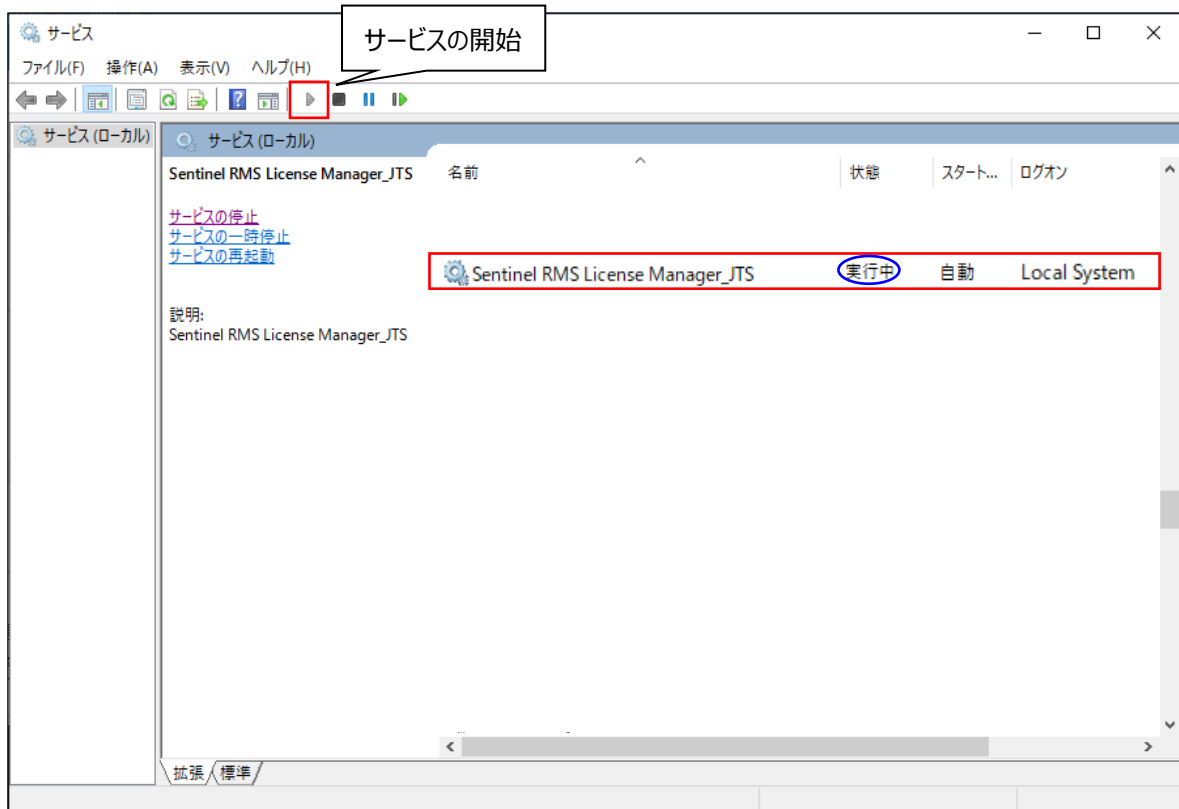 サービス
サービスの開始
ファイル(F) 操作(A) 表示(V) ヘルプ(H)
サービス (ローカル)
サービス (ローカル)
Sentinel RMS License Manager_JTS
名前 状態 スタート... ログオン
サービスの停止
サービスの一時停止
サービスの再起動
Sentinel RMS License Manager_JTS 実行中 自動 Local System
説明:
Sentinel RMS License Manager_JTS
拡張 標準